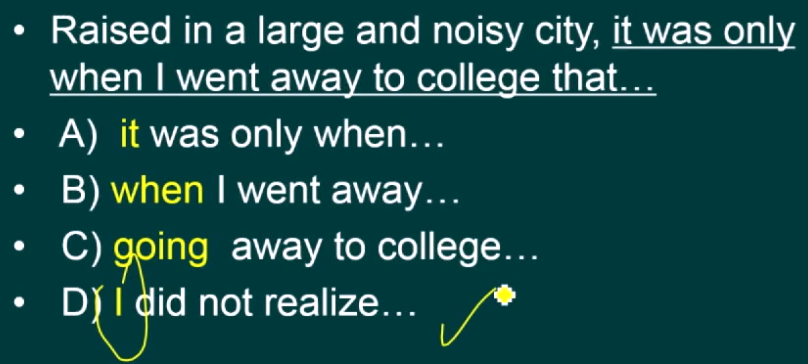 • Raised in a large and noisy city, it was only
when I went away to college that…
• A) it was only when…
• B) when I went away…
• C) going away to college…
• D) I did not realize…